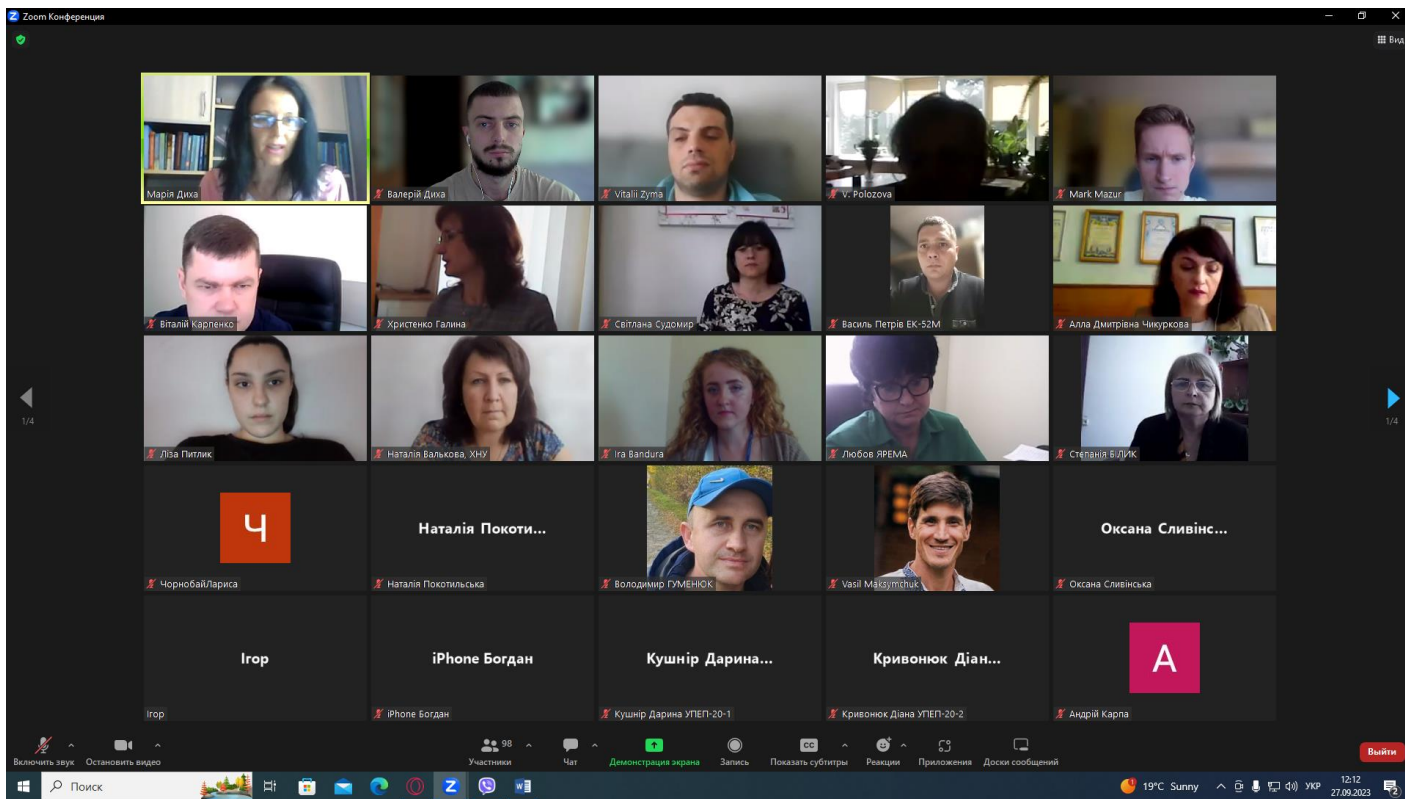 Zoom Конференция
Вид
Марія Диха
Валерій Диха
Vitalii Zyma
V. Polozova
Mark Mazur
Віталій Карпенко
Христенко Галина
Світлана Судомир
Василь Петрів ЕК-52М
Алла Дмитрівна Чикуркова
Ліза Питлик
Наталія Валькова, ХНУ
Ira Bandura
Любов ЯРЕМА
Степанія БІЛИК
1/4
1/4
Ч
Наталія Покоти...
Оксана Сливінс...
ЧорнобайЛариса
Наталія Покотильська
Володимир ГУМЕНЮК
Vasil Maksymchuk
Оксана Сливінська
Ігор
iPhone Богдан
Кушнір Дарина...
Кривонюк Діан...
А
Ігор
iPhone Богдан
Кушнір Дарина УПЕП-20-1
Кривонюк Діана УПЕП-20-2
Андрій Карпа
98
CC
Включить звук
Остановить видео
Участники
Чат
Демонстрация экрана
Запись
Показать субтитры
Реакции
Приложения
Доски сообщений
Выйти
Поиск
19°C Sunny
УКР
12:12
27.09.2023
2